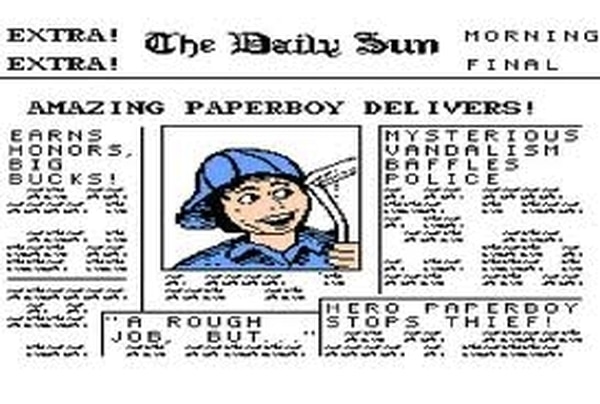 EXTRA!
EXTRA!
The Daily Sun
MORNING
FINAL
AMAZING PAPERBOY DELIVERS!
EARNS
HONORS,
BIG
BUCKS!
MYSTERIOUS
VANDALISM
BAFFLES
POLICE
"A ROUGH
JOB, BUT..."
HERO PAPERBOY
STOPS THIEF!